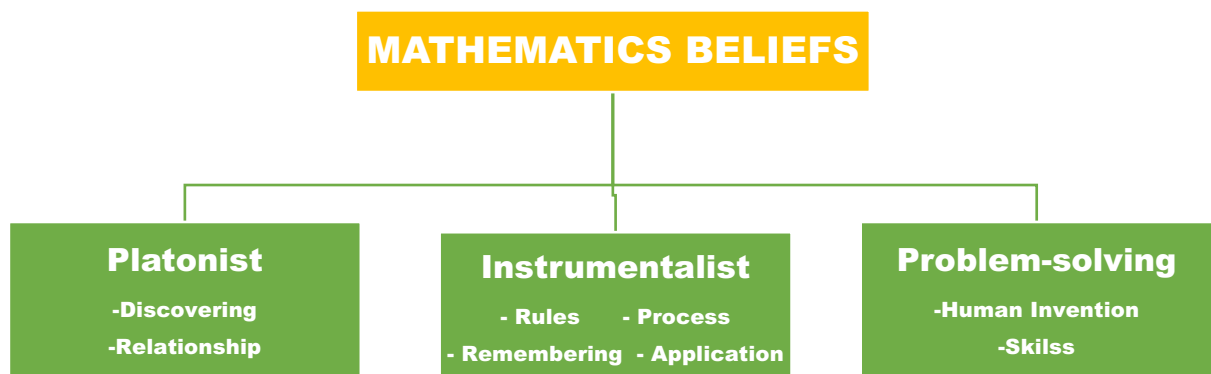 MATHEMATICS BELIEFS
Platonist
-Discovering
-Relationship
Instrumentalist
- Rules - Process
- Remembering - Application
Problem-solving
-Human Invention
-Skilss